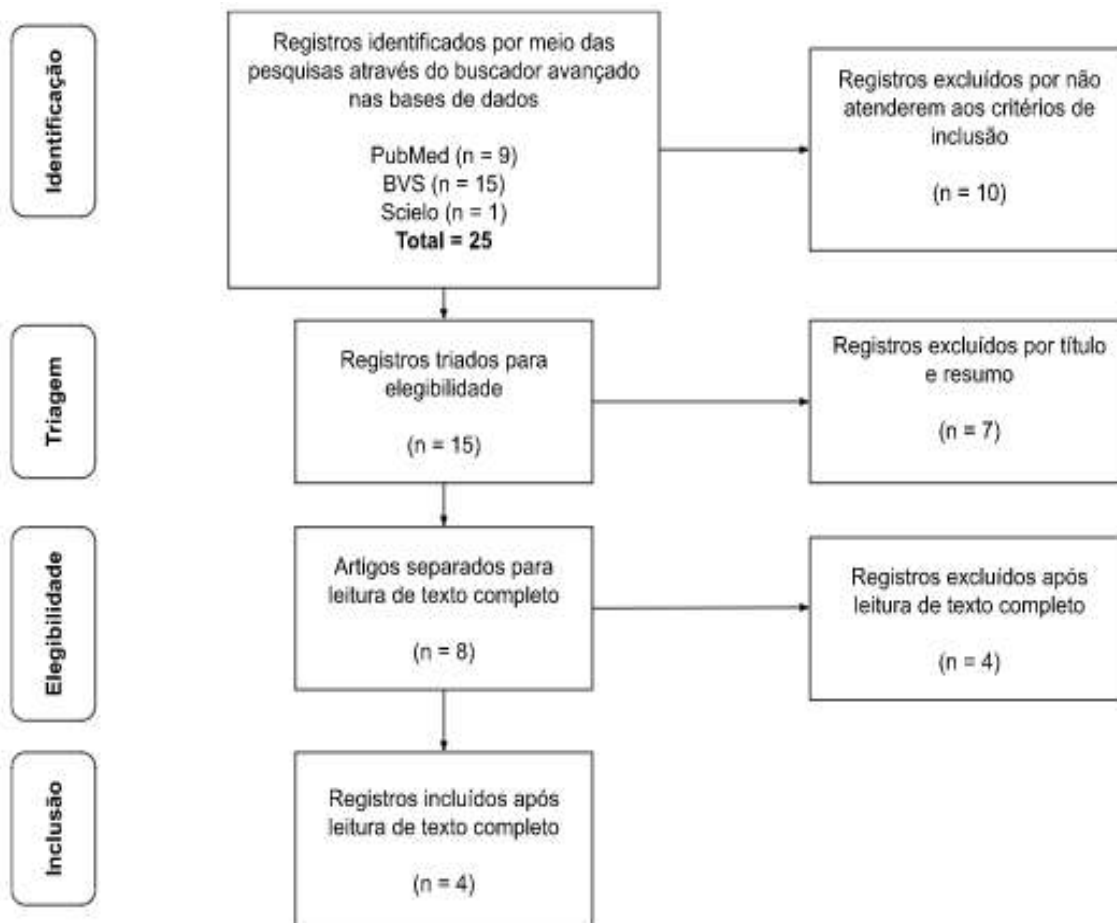 Identificação
Registros identificados por meio das
pesquisas através do buscador avançado
nas bases de dados
PubMed (n = 9)
BVS (n = 15)
Scielo (n = 1)
Total = 25
Registros excluídos por não
atenderem aos critérios de
inclusão
(n = 10)
Triagem
Registros triados para
elegibilidade
(n = 15)
Registros excluídos por título
e resumo
(n = 7)
Elegibilidade
Artigos separados para
leitura de texto completo
(n = 8)
Registros excluídos após
leitura de texto completo
(n = 4)
Inclusão
Registros incluídos após
leitura de texto completo
(n = 4)